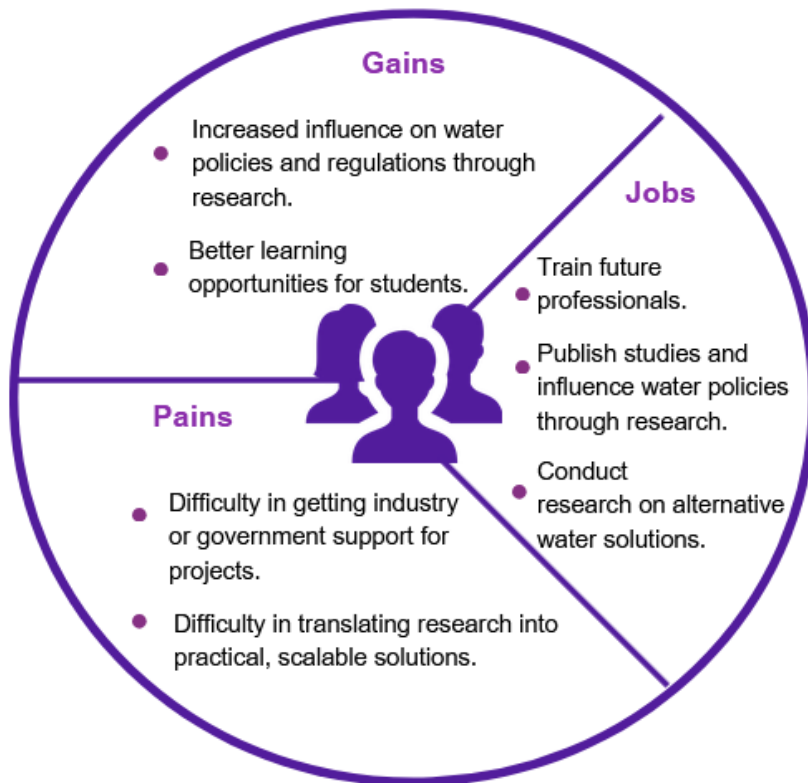 Gains
Increased influence on water
policies and regulations through
research.
Better learning
opportunities for students.
Jobs
Train future
professionals.
Publish studies and
influence water policies
through research.
Conduct
research on alternative
water solutions.
Pains
Difficulty in getting industry
or government support for
projects.
Difficulty in translating research into
practical, scalable solutions.